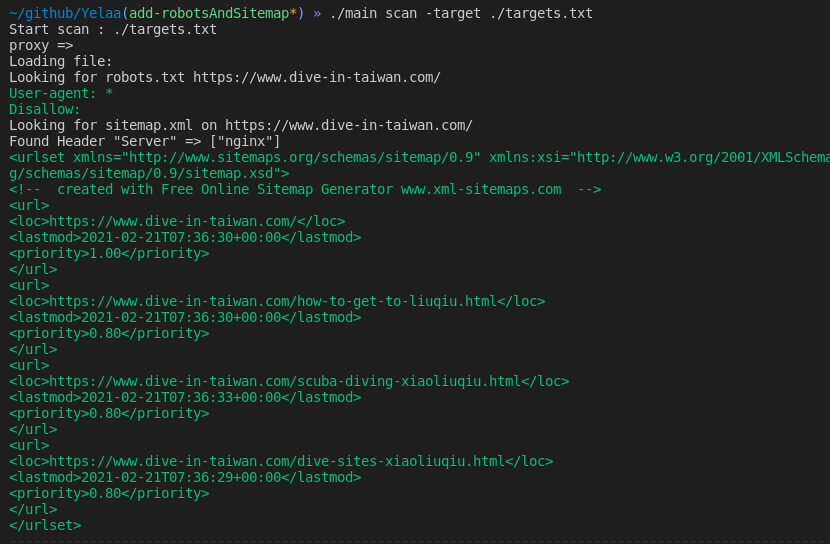 ~/github/Yelaa(add-robotsAndSitemap*) » ./main scan -target ./targets.txt
Start scan : ./targets.txt
proxy =>
Loading file:
Looking for robots.txt https://www.dive-in-taiwan.com/
User-agent: *
Disallow:
Looking for sitemap.xml on https://www.dive-in-taiwan.com/
Found Header "Server" => ["nginx"]
<urlset xmlns="http://www.sitemaps.org/schemas/sitemap/0.9" xmlns:xsi="http://www.w3.org/2001/XMLSchema
g/schemas/sitemap/0.9/sitemap.xsd">
<!--  created with Free Online Sitemap Generator www.xml-sitemaps.com  -->
<url>
<loc>https://www.dive-in-taiwan.com/</loc>
<lastmod>2021-02-21T07:36:30+00:00</lastmod>
<priority>1.00</priority>
</url>
<url>
<loc>https://www.dive-in-taiwan.com/how-to-get-to-liuqiu.html</loc>
<lastmod>2021-02-21T07:36:30+00:00</lastmod>
<priority>0.80</priority>
</url>
<url>
<loc>https://www.dive-in-taiwan.com/scuba-diving-xiaoliuqiu.html</loc>
<lastmod>2021-02-21T07:36:33+00:00</lastmod>
<priority>0.80</priority>
</url>
<url>
<loc>https://www.dive-in-taiwan.com/dive-sites-xiaoliuqiu.html</loc>
<lastmod>2021-02-21T07:36:29+00:00</lastmod>
<priority>0.80</priority>
</url>
</urlset>